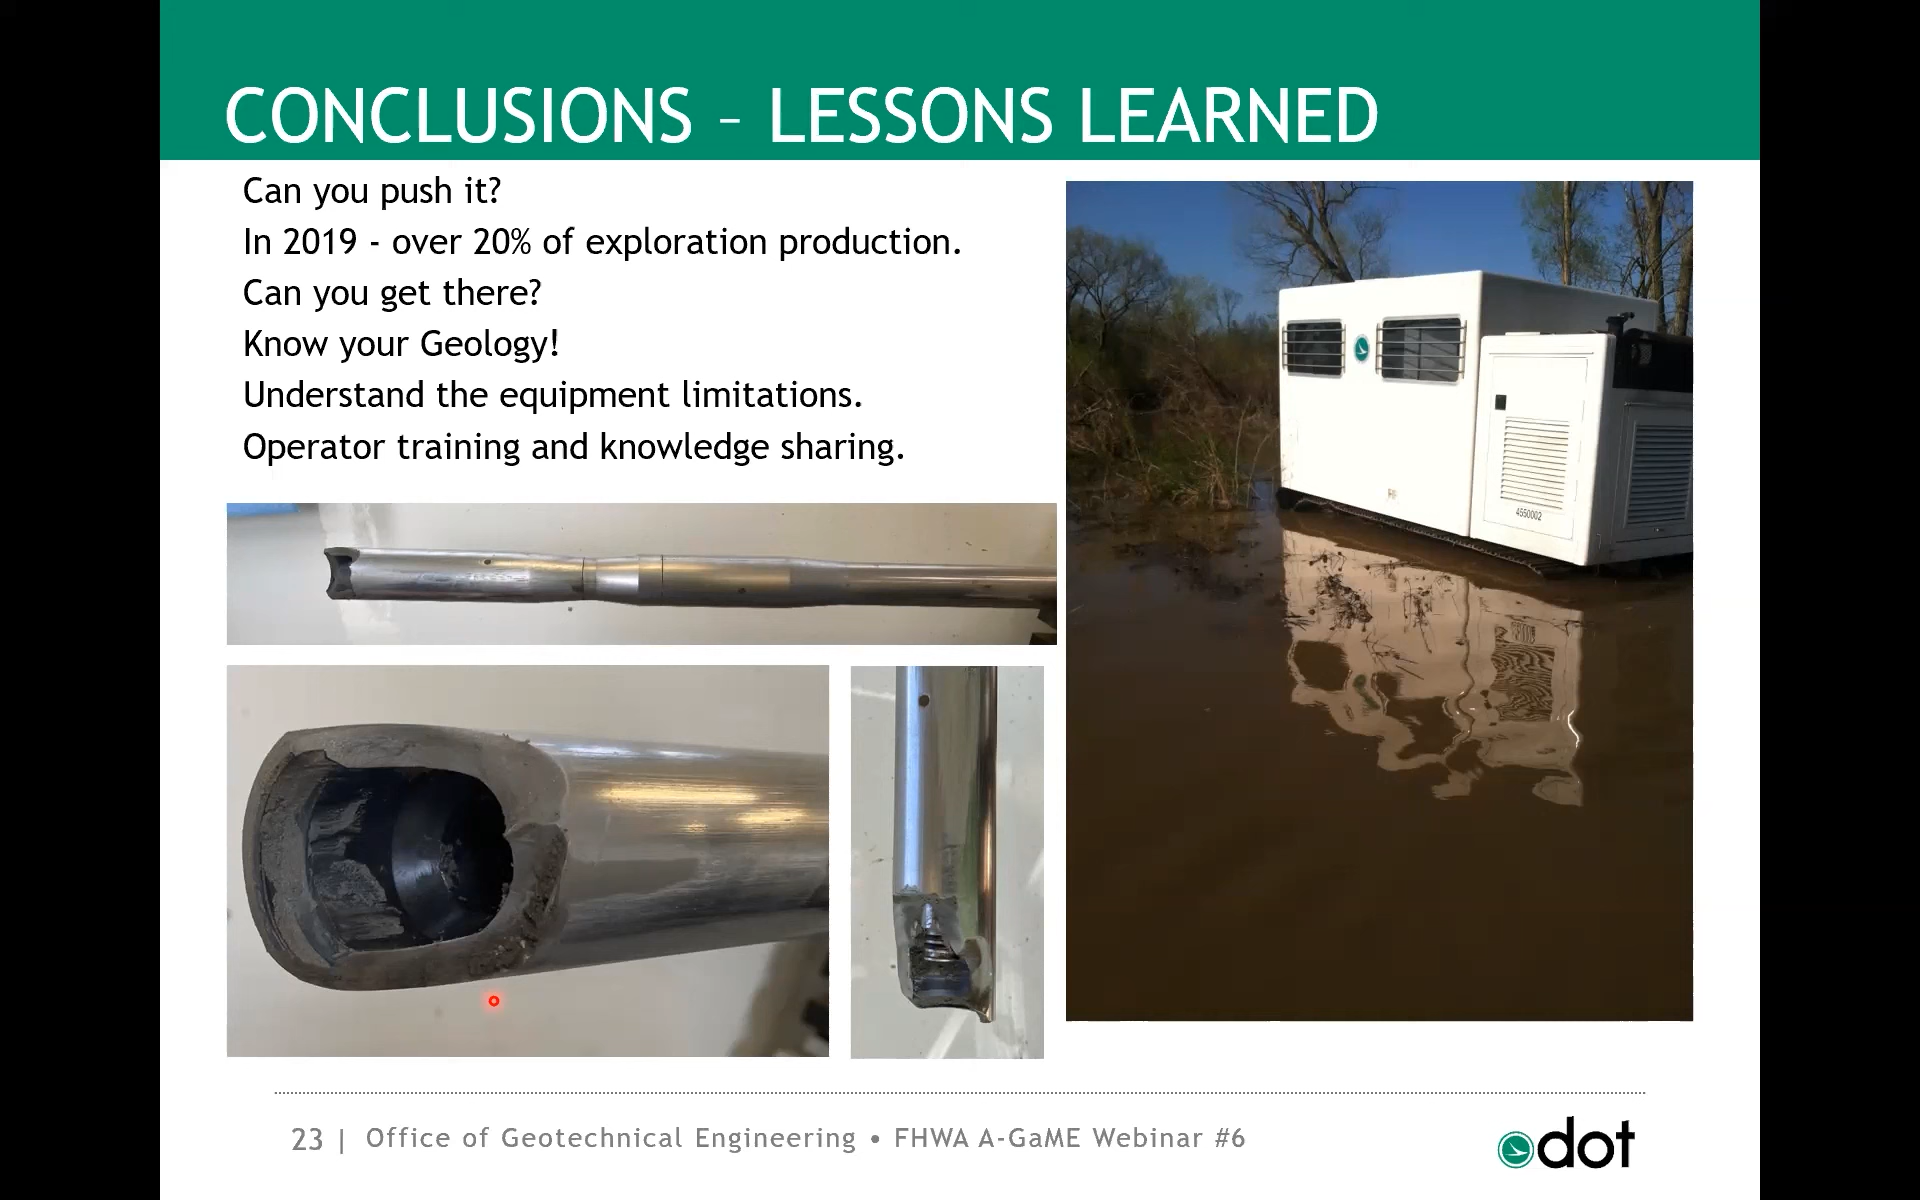 CONCLUSIONS – LESSONS LEARNED
Can you push it?
In 2019 - over 20% of exploration production.
Can you get there?
Know your Geology!
Understand the equipment limitations.
Operator training and knowledge sharing.
4550002
23 | Office of Geotechnical Engineering • FHWA A-GaME Webinar #6
dot